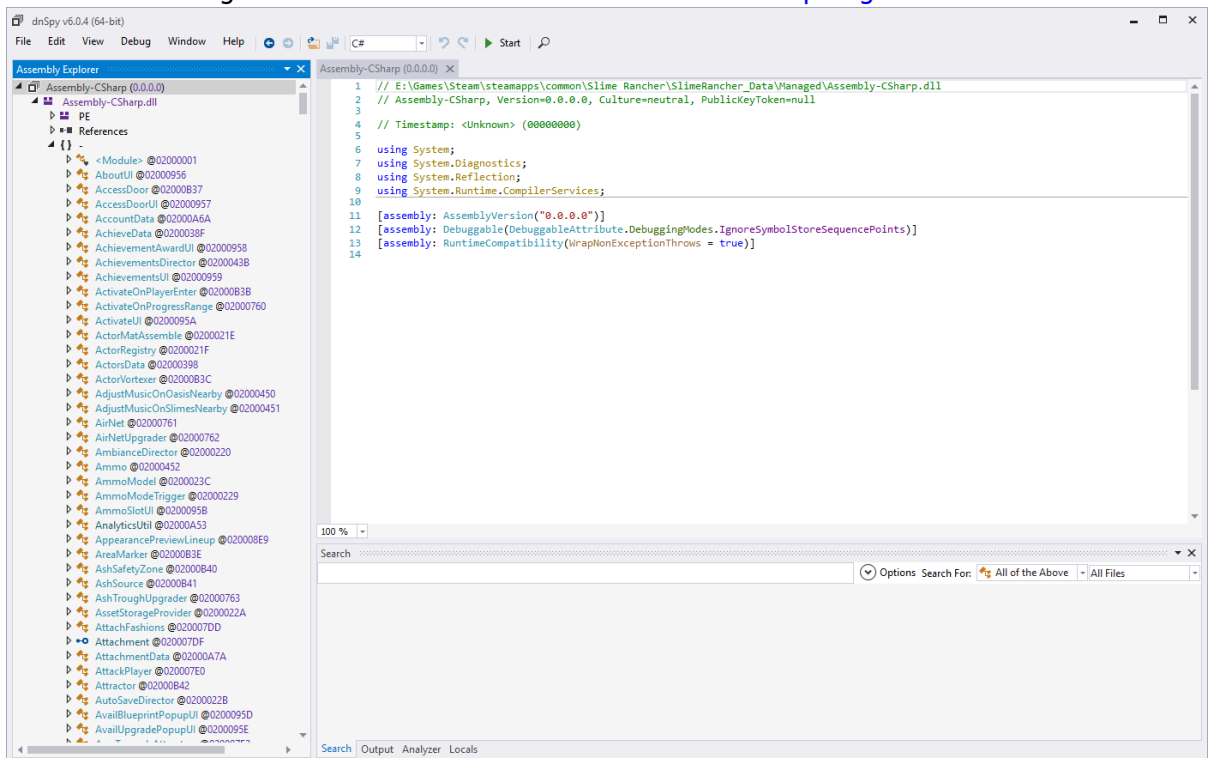 dnSpy v6.0.4 (64-bit)
File Edit View Debug Window Help C# Start
Assembly Explorer
Assembly-CSharp (0.0.0.0)
Assembly-CSharp.dll
PE
References
{ } -
<Module> @02000001
AboutUI @02000956
AccessDoor @02000B37
AccessDoorUI @02000957
AccountData @02000A6A
AchieveData @0200038F
AchievementAwardUI @02000958
AchievementsDirector @0200043B
AchievementsUI @02000959
ActivateOnPlayerEnter @02000B3B
ActivateOnProgressRange @02000760
ActivateUI @0200095A
ActorMatAssemble @0200021E
ActorRegistry @0200021F
ActorsData @02000398
ActorVortexer @02000B3C
AdjustMusicOnOasisNearby @02000450
AdjustMusicOnSlimesNearby @02000451
AirNet @02000761
AirNetUpgrader @02000762
AmbianceDirector @02000220
Ammo @02000452
AmmoModel @0200023C
AmmoModeTrigger @02000229
AmmoSlotUI @0200095B
AnalyticsUtil @02000A53
AppearancePreviewLineup @020008E9
AreaMarker @02000B3E
AshSafetyZone @02000B40
AshSource @02000B41
AshTroughUpgrader @02000763
AssetStorageProvider @0200022A
AttachFashions @020007DD
Attachment @020007DF
AttachmentData @02000A7A
AttackPlayer @020007E0
Attractor @02000B42
AutoSaveDirector @0200022B
AvailBlueprintPopupUI @0200095D
AvailUpgradePopupUI @0200095E
Assembly-CSharp (0.0.0.0)
1 // E:\Games\Steam\steamapps\common\Slime Rancher\SlimeRancher_Data\Managed\Assembly-CSharp.dll
2 // Assembly-CSharp, Version=0.0.0.0, Culture=neutral, PublicKeyToken=null
3
4 // Timestamp: <Unknown> (00000000)
5
6 using System;
7 using System.Diagnostics;
8 using System.Reflection;
9 using System.Runtime.CompilerServices;
10
11 [assembly: AssemblyVersion("0.0.0.0")]
12 [assembly: Debuggable(DebuggableAttribute.DebuggingModes.IgnoreSymbolStoreSequencePoints)]
13 [assembly: RuntimeCompatibility(WrapNonExceptionThrows = true)]
14
100 %
Search
Options Search For: All of the Above All Files
Search Output Analyzer Locals